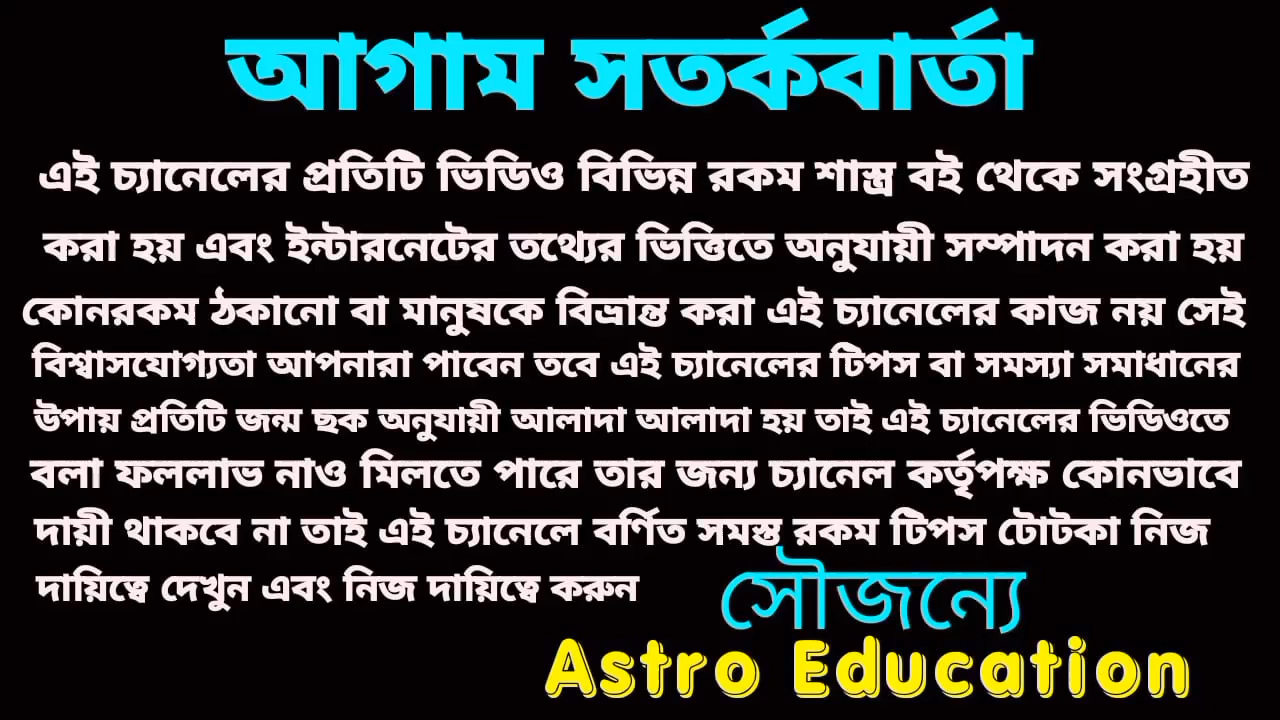 আগাম সতর্কবার্তা
এই চ্যানেলের প্রতিটি ভিডিও বিভিন্ন রকম শাস্ত্র বই থেকে সংগ্রহীত
করা হয় এবং ইন্টারনেটের তথ্যের ভিত্তিতে অনুযায়ী সম্পাদন করা হয়
কোনরকম ঠকানো বা মানুষকে বিভ্রান্ত করা এই চ্যানেলের কাজ নয় সেই
বিশ্বাসযোগ্যতা আপনারা পাবেন তবে এই চ্যানেলের টিপস বা সমস্যা সমাধানের
উপায় প্রতিটি জন্ম ছক অনুযায়ী আলাদা আলাদা হয় তাই এই চ্যানেলের ভিডিওতে
বলা ফললাভ নাও মিলতে পারে তার জন্য চ্যানেল কর্তৃপক্ষ কোনভাবে
দায়ী থাকবে না তাই এই চ্যানেলে বর্ণিত সমস্ত রকম টিপস টোটকা নিজ
দায়িত্বে দেখুন এবং নিজ দায়িত্বে করুন
সৌজন্যে
Astro Education